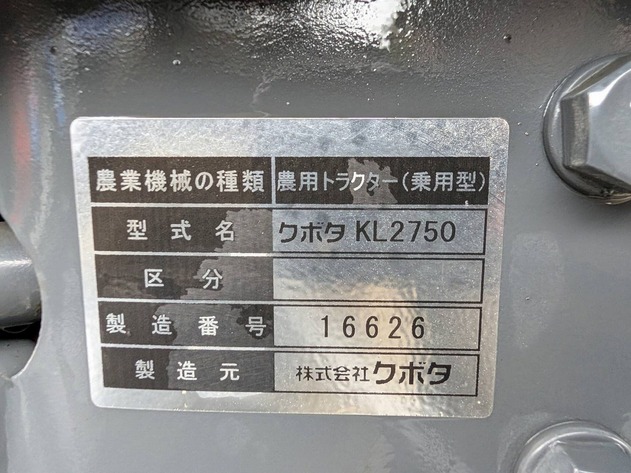 農業機械の種類 農用トラクター(乗用型)
型式名 クボタ KL2750
区分
製造番号 16626
製造元 株式会社クボタ